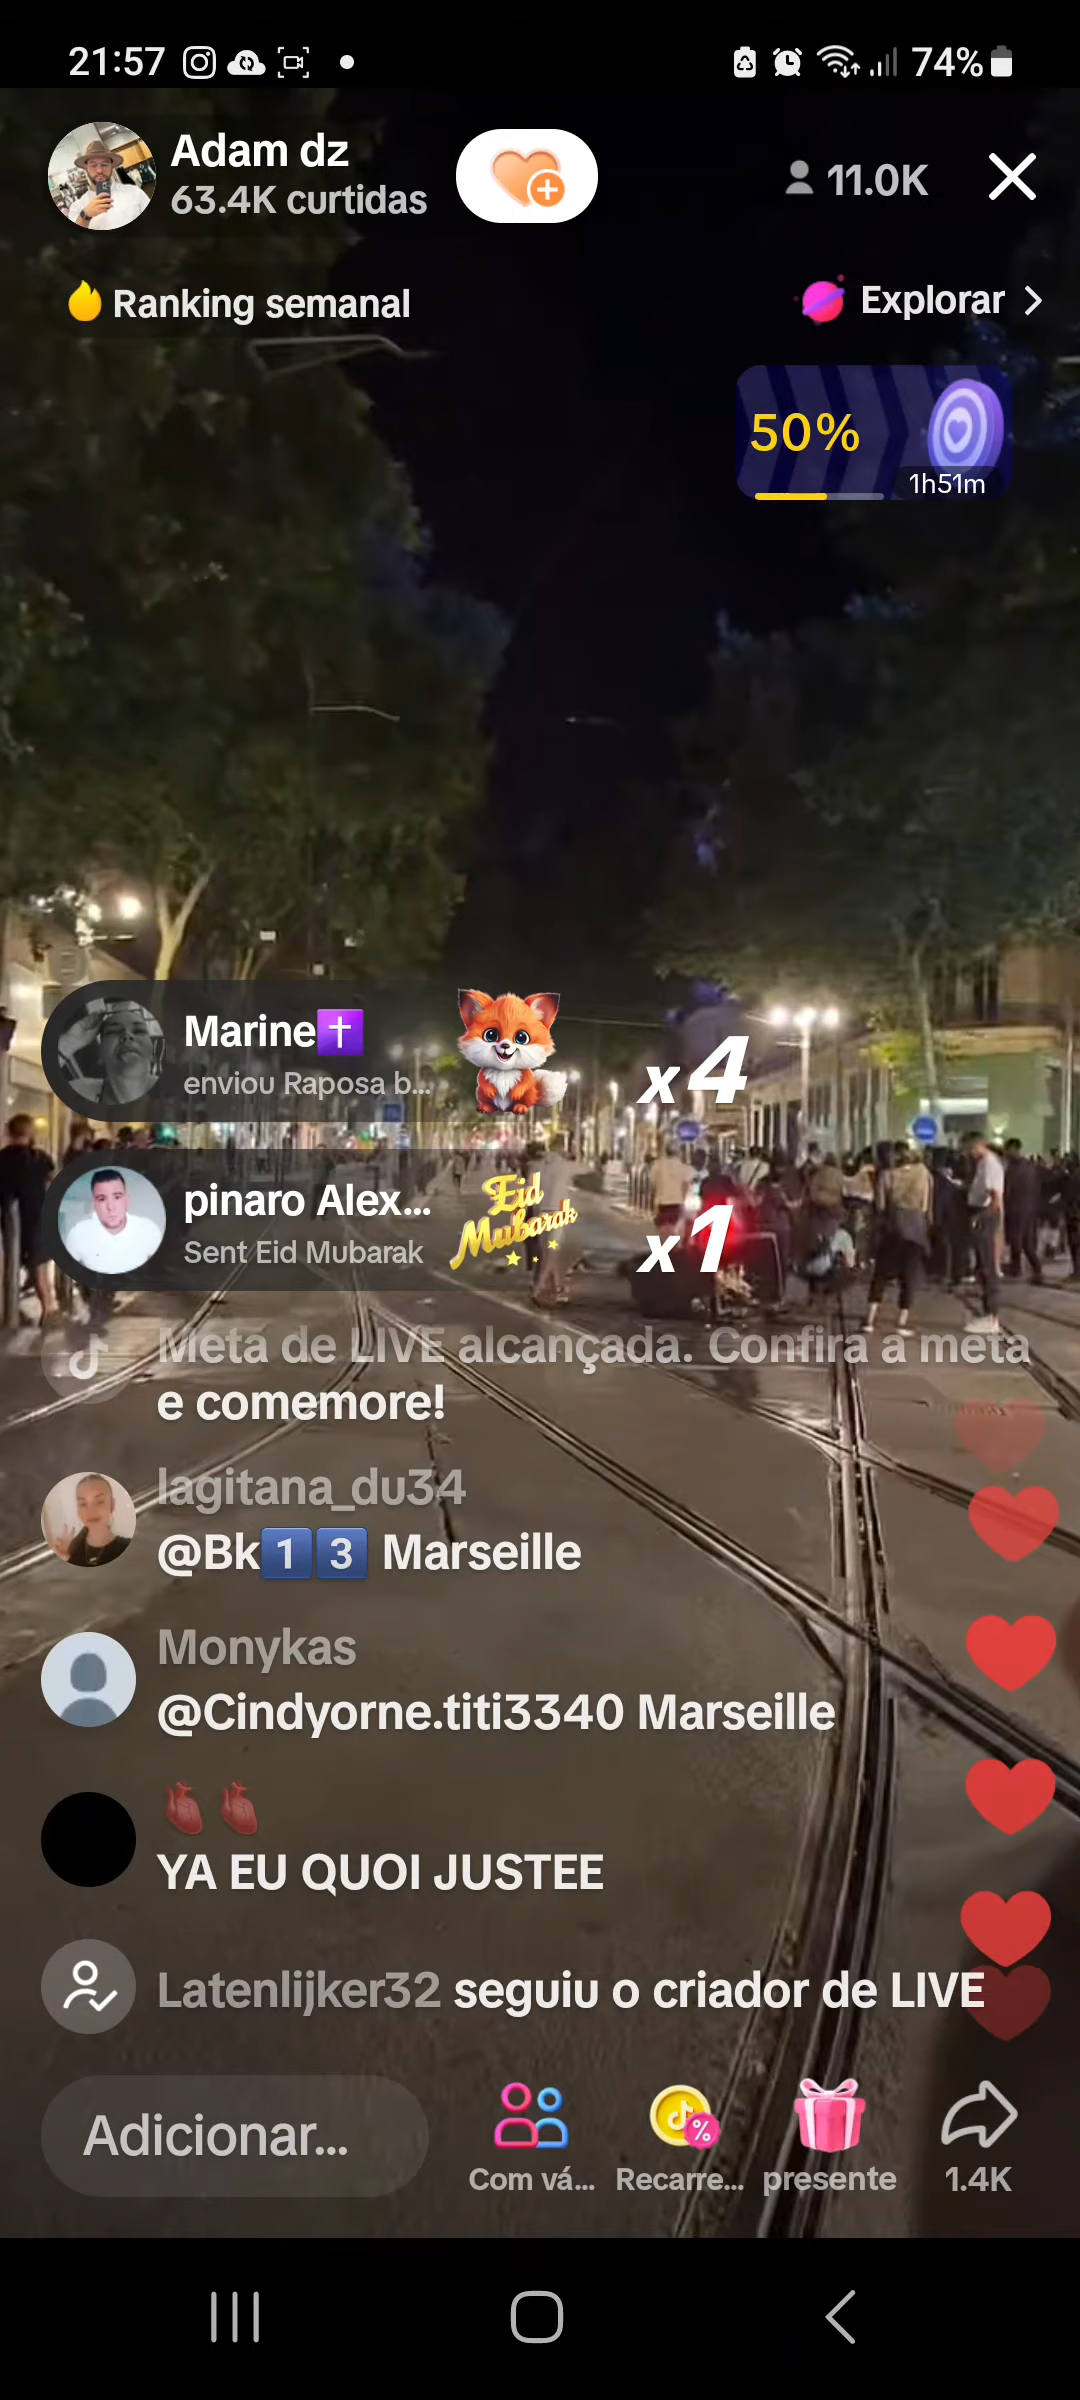 21:57
74%
Adam dz
63.4K curtidas
11.0K
Ranking semanal
Explorar
50%
1h51m
Marine✝️
enviou Raposa b...
x4
pinaro Alex...
Sent Eid Mubarak
Eid
Mubarak
x1
Meta de LIVE alcançada. Confira a meta
e comemore!
lagitana_du34
@Bk1️⃣3️⃣ Marseille
Monykas
@Cindyorne.titi3340 Marseille
🫀🫀
YA EU QUOI JUSTEE
Latenlijker32 seguiu o criador de LIVE
Adicionar...
Com vá...
Recarre...
presente
1.4K